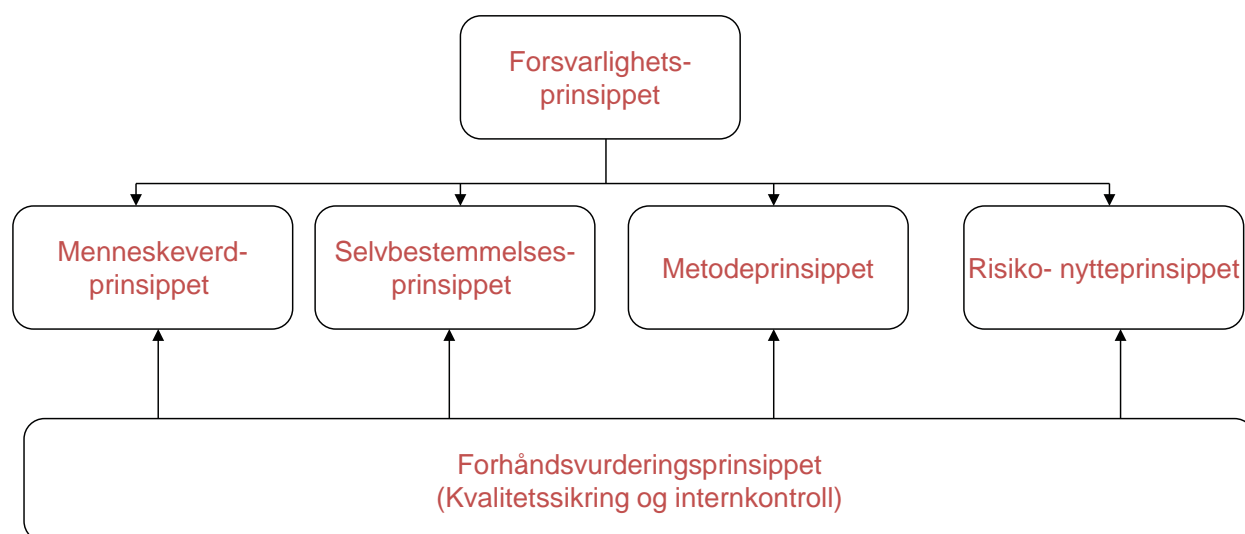 Forsvarlighets-
prinsippet
Menneskeverd-
prinsippet
Selvbestemmelses-
prinsippet
Metodeprinsippet
Risiko- nytteprinsippet
Forhåndsvurderingsprinsippet
(Kvalitetssikring og internkontroll)